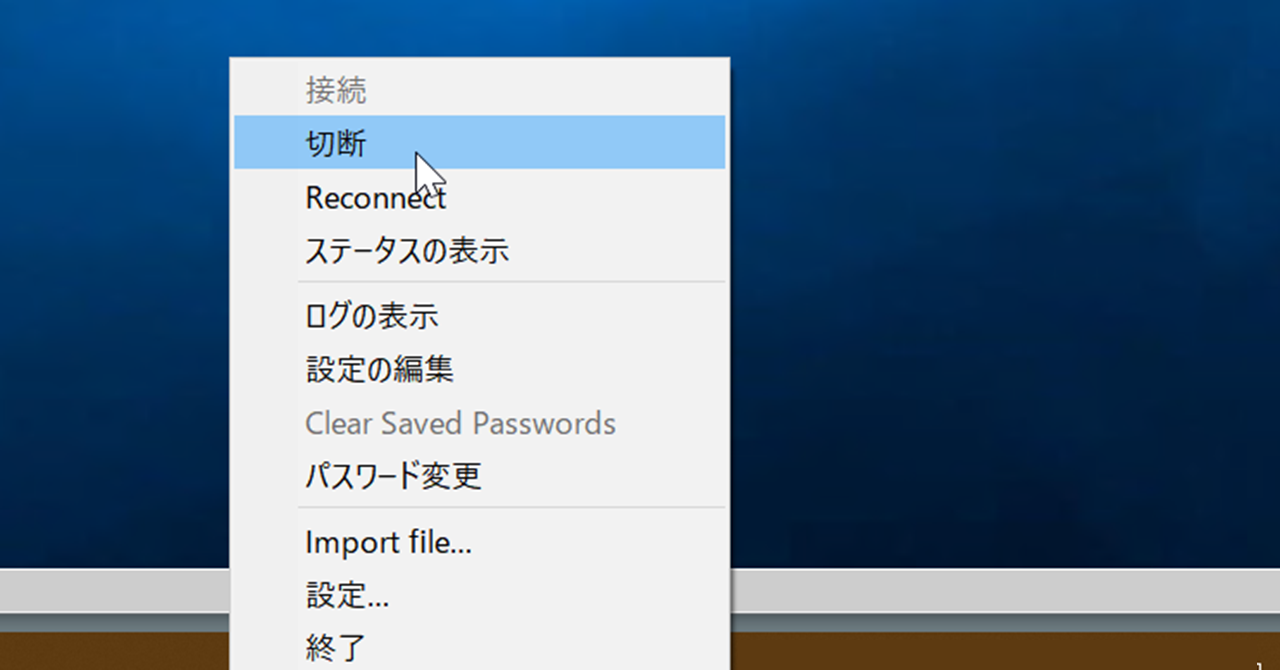 接続
切断
Reconnect
ステータスの表示
ログの表示
設定の編集
Clear Saved Passwords
パスワード変更
Import file...
設定...
終了